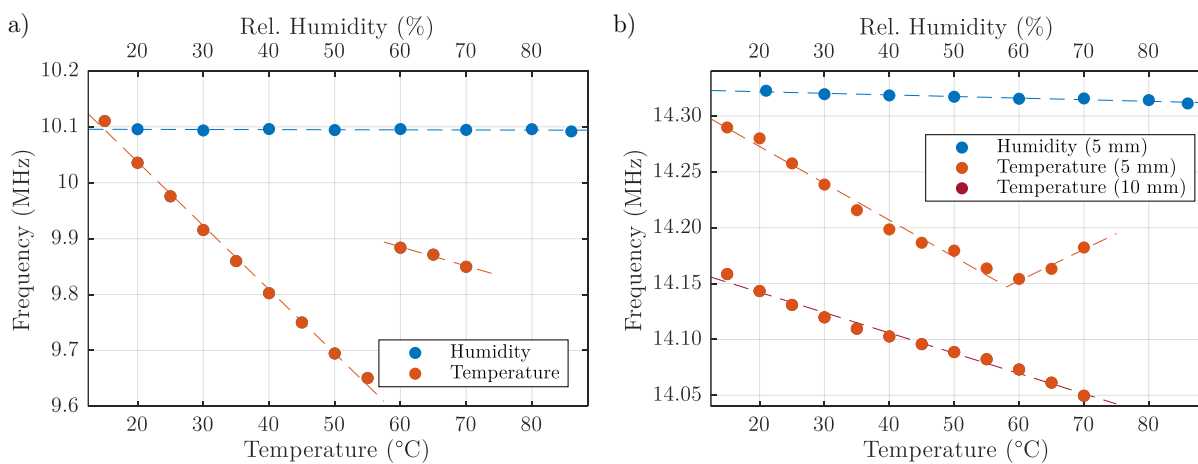 a)
Rel. Humidity (%)
20 30 40 50 60 70 80
10.2
10.1
10
9.9
9.8
9.7
9.6
Frequency (MHz)
Humidity
Temperature
20 30 40 50 60 70 80
Temperature (°C)
b)
Rel. Humidity (%)
20 30 40 50 60 70 80
14.30
14.25
14.20
14.15
14.10
14.05
Frequency (MHz)
Humidity (5 mm)
Temperature (5 mm)
Temperature (10 mm)
20 30 40 50 60 70 80
Temperature (°C)